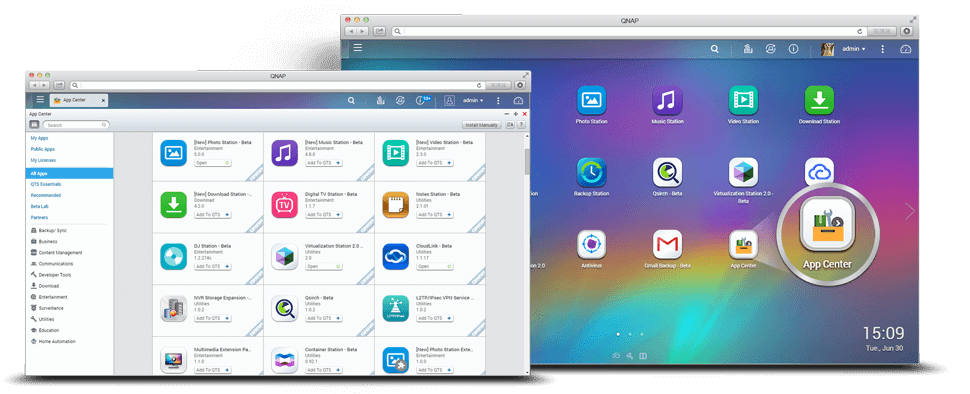 QNAP
admin
Photo Station
Music Station
Video Station
Download Station
Backup Station
Qsirch - Beta
Virtualization Station 2.0 -
Beta
tion 2.0
Antivirus
Gmail Backup - Beta
App Center
App Center
15:09
Tue., Jun 30
QNAP
App Center
10+
admin
App Center
Search
Install Manually
My Apps
Public Apps
My Licenses
All Apps
QTS Essentials
Recommended
Beta Lab
Partners
Backup/ Sync
Business
Content Management
Communications
Developer Tools
Download
Entertainment
Surveillance
Utilities
Education
Home Automation
[New] Photo Station - Beta
Entertainment
5.0.0
Open
[New] Music Station - Beta
Entertainment
4.8.0
Add To QTS +
[New] Video Station - Beta
Entertainment
2.3.0
Add To QTS +
[New] Download Station -...
Download
4.2.0
Add To QTS +
TV
Digital TV Station - Beta
Entertainment
1.1.7
Add To QTS +
Notes Station - Beta
Utilities
2.1.01
Add To QTS +
DJ Station - Beta
Entertainment
1.2.274c
Add To QTS +
Virtualization Station 2.0 ...
Utilities
2.0
Open
CloudLink - Beta
Utilities
1.1.17
Open
NVR Storage Expansion -...
Utilities
1.0.2
Add To QTS +
Qsirch - Beta
Utilities
1.0.2
Add To QTS +
L2TP/IPsec
L2TP/IPsec VPN Service ...
Utilities
1.0.2
Add To QTS +
Multimedia Extension Pa...
Entertainment
1.1.0
Add To QTS +
Container Station - Beta
Utilities
0.92.1
Add To QTS +
[New] Photo Station Exte...
Entertainment
1.0.0
Add To QTS +